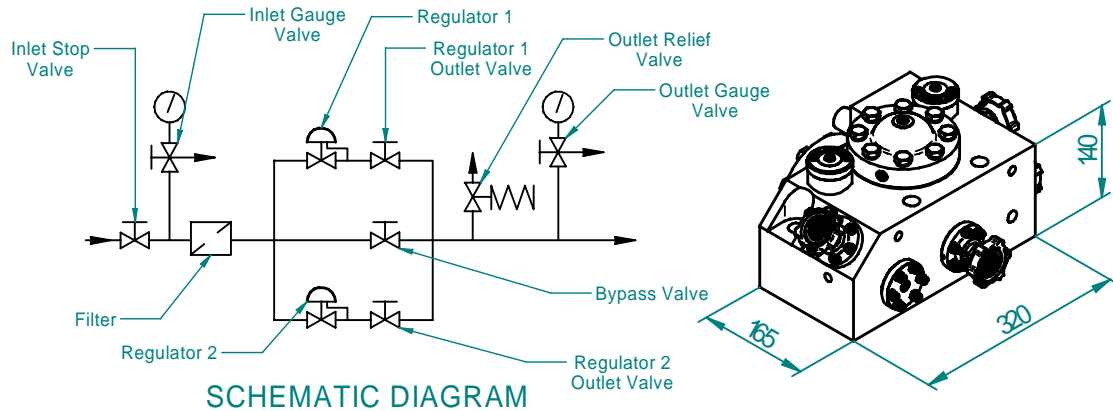 Inlet Stop
Valve
Inlet Gauge
Valve
Regulator 1
Regulator 1
Outlet Valve
Outlet Relief
Valve
Outlet Gauge
Valve
Filter
Regulator 2
Bypass Valve
Regulator 2
Outlet Valve
SCHEMATIC DIAGRAM
140
165
320